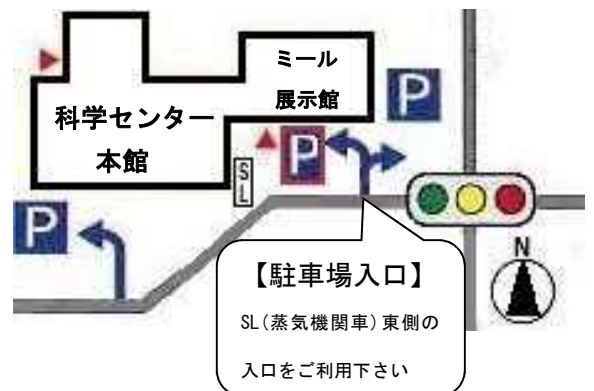 ミール
展示館
P
科学センター
本館
P
SL
P
N
【駐車場入口】
SL(蒸気機関車)東側の
入口をご利用下さい